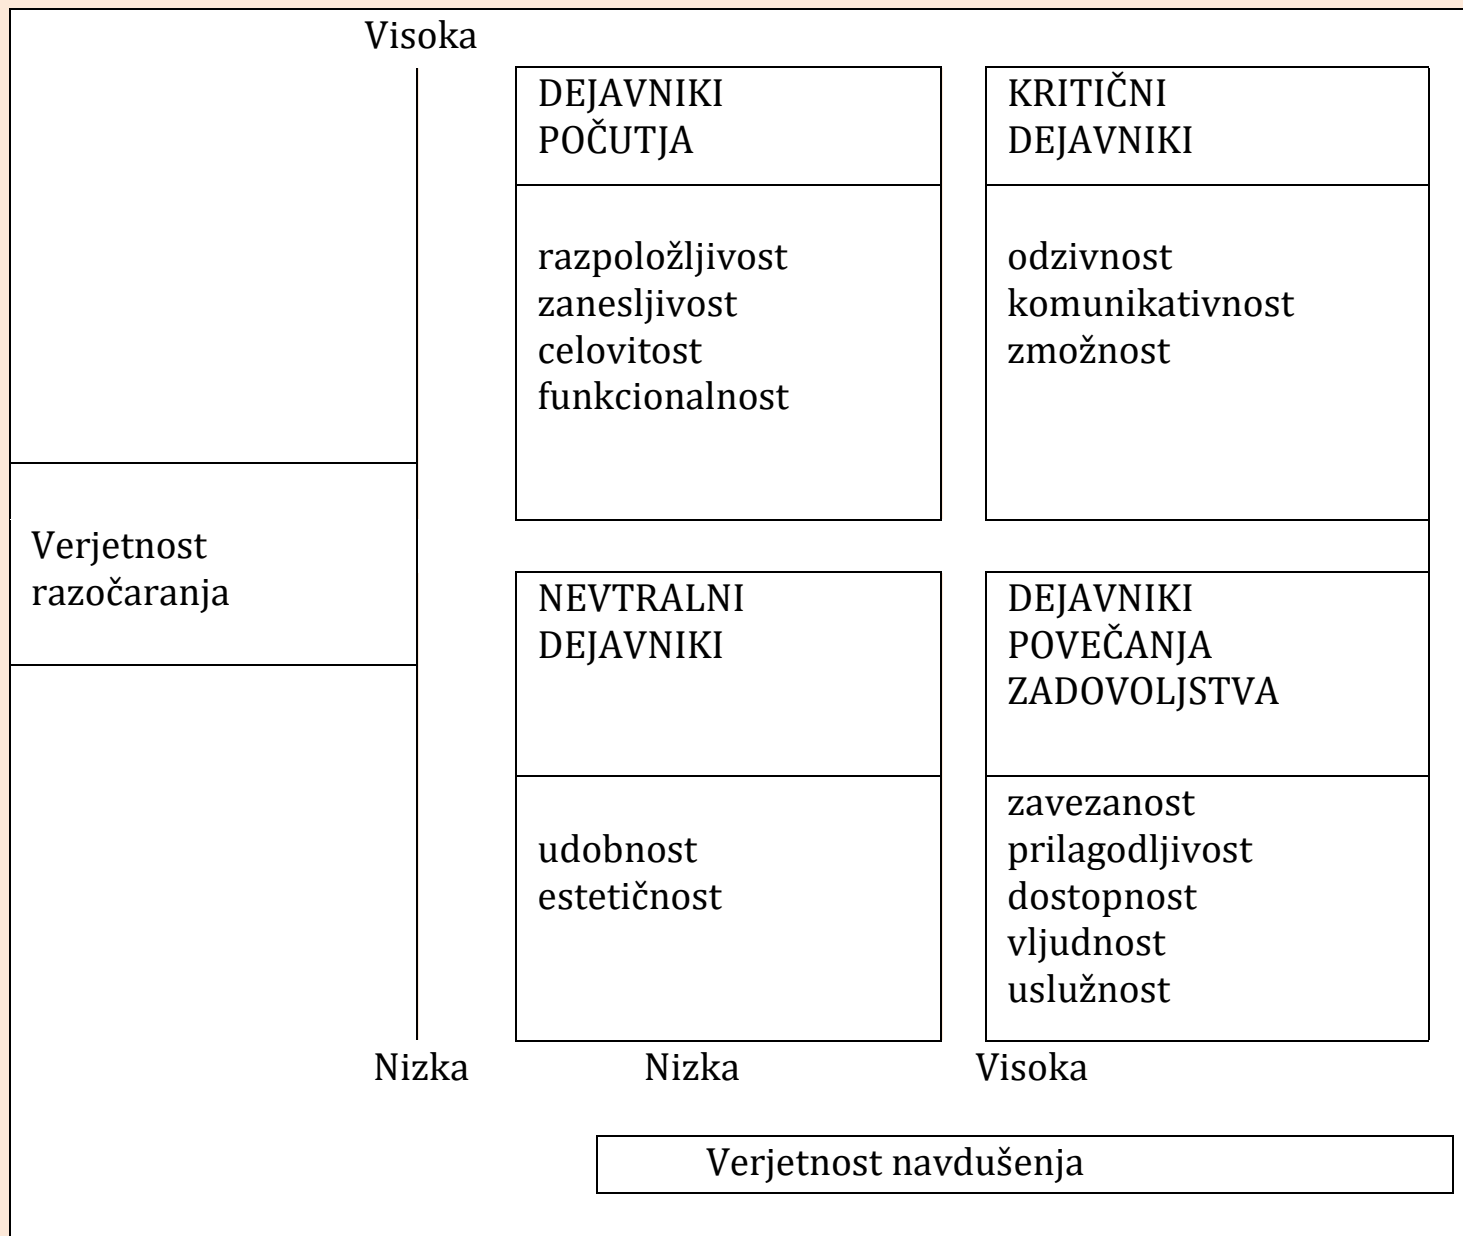 Visoka
DEJAVNIKI
POČUTJA
KRITIČNI
DEJAVNIKI
razpoložljivost
zanesljivost
celovitost
funkcionalnost
odzivnost
komunikativnost
zmožnost
Verjetnost
razočaranja
NEVTRALNI
DEJAVNIKI
DEJAVNIKI
POVEČANJA
ZADOVOLJSTVA
udobnost
estetičnost
zavezanost
prilagodljivost
dostopnost
vljudnost
uslužnost
Nizka
Nizka
Visoka
Verjetnost navdušenja